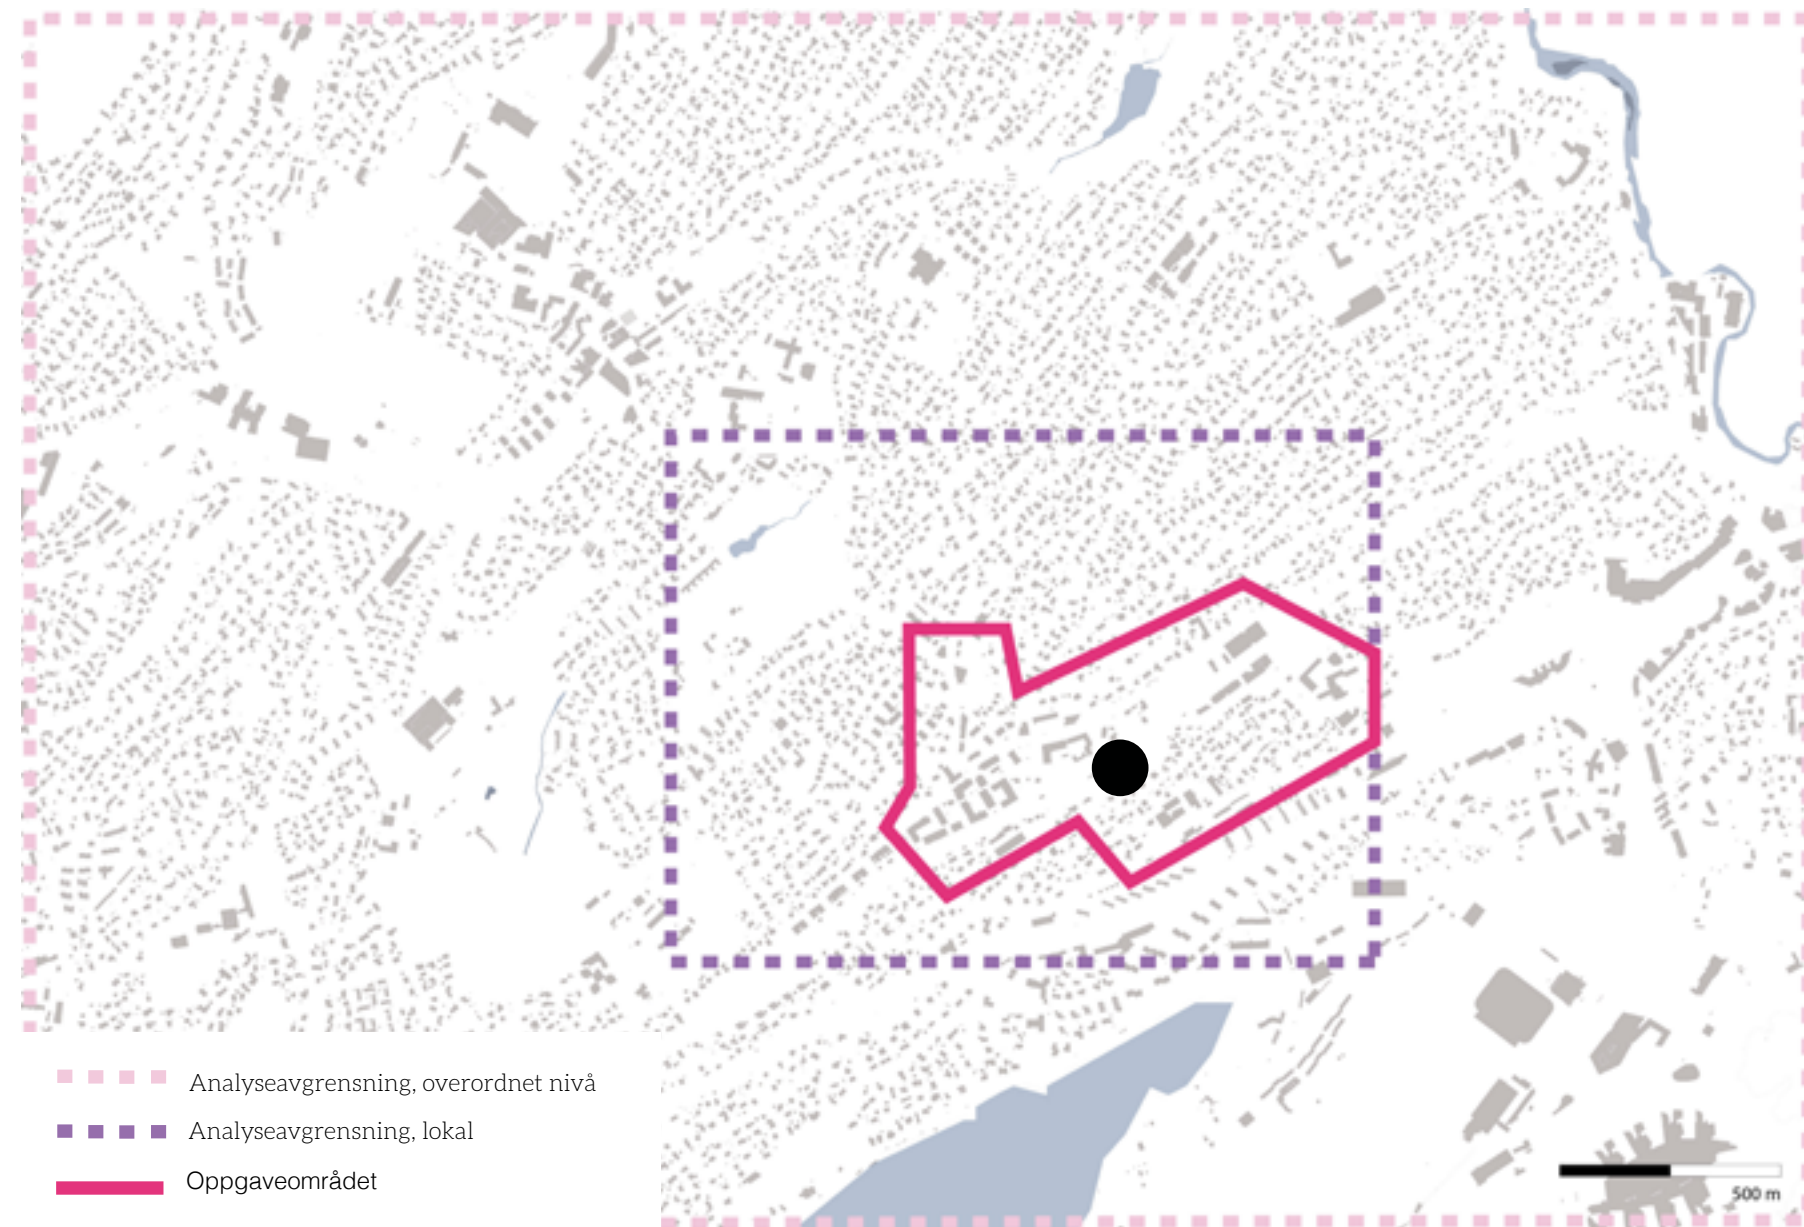 Analyseavgrensning, overordnet nivå
Analyseavgrensning, lokal
Oppgaveområdet
500 m